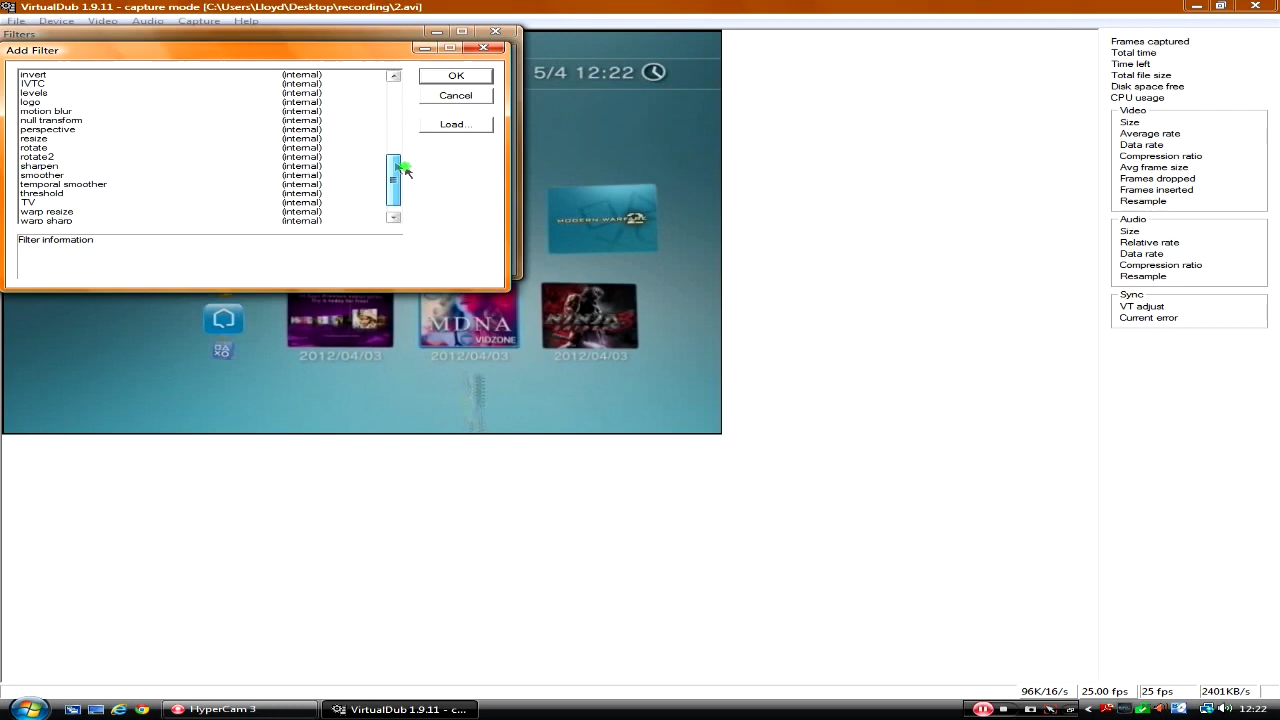 VirtualDub 1.9.11 - capture mode [C:\Users\Lloyd\Desktop\recording\2.avi]
File Device Video Audio Capture Help
Filters
Add Filter
invert (internal)
IVTC (internal)
levels (internal)
logo (internal)
motion blur (internal)
null transform (internal)
perspective (internal)
resize (internal)
rotate (internal)
rotate2 (internal)
sharpen (internal)
smoother (internal)
temporal smoother (internal)
threshold (internal)
TV (internal)
warp resize (internal)
warp sharp (internal)
OK
Cancel
Load...
Filter information
5/4 12:22
MODERN WARFARE 2
MDNA
VIDZONE
2012/04/03 2012/04/03 2012/04/03
Frames captured
Total time
Time left
Total file size
Disk space free
CPU usage
Video
Size
Average rate
Data rate
Compression ratio
Avg frame size
Frames dropped
Frames inserted
Resample
Audio
Size
Relative rate
Data rate
Compression ratio
Resample
Sync
VT adjust
Current error
96K/16/s 25.00 fps 25 fps 2401KB/s
HyperCam 3 VirtualDub 1.9.11 - c... 12:22